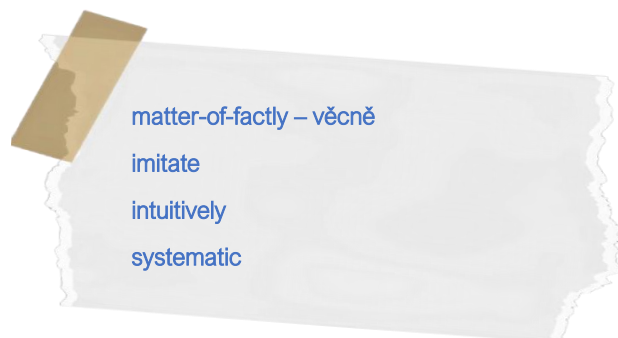 matter-of-factly – věcně
imitate
intuitively
systematic